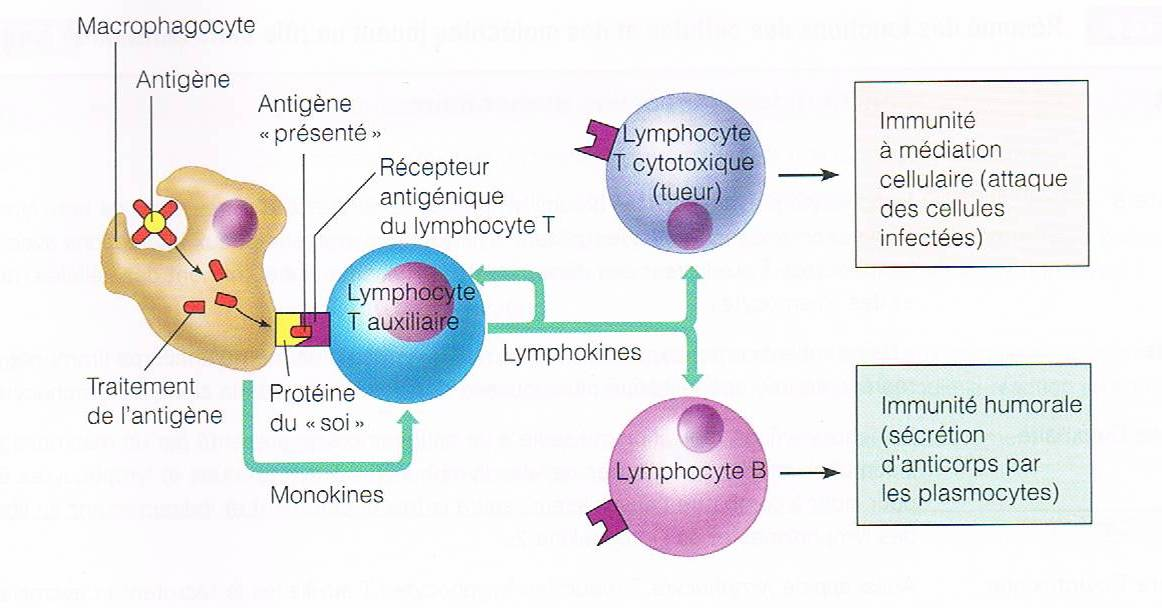 Macrophagocyte
Antigène
Antigène
« présenté »
Récepteur
antigénique
du lymphocyte T
Lymphocyte
T auxiliaire
Traitement
de l'antigène
Protéine
du « soi »
Monokines
Lymphokines
Lymphocyte
T cytotoxique
(tueur)
Immunité
à médiation
cellulaire (attaque
des cellules
infectées)
Lymphocyte B
Immunité humorale
(sécrétion
d'anticorps par
les plasmocytes)